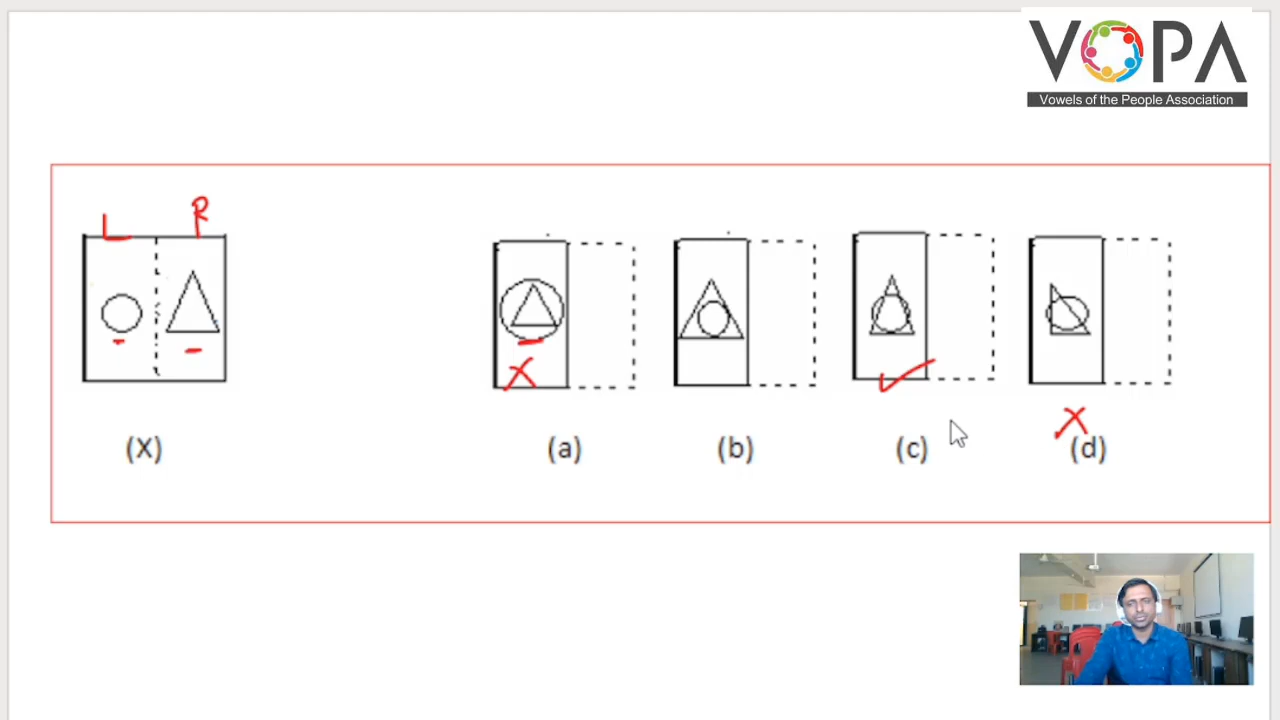 VOPA
Vowels of the People Association
L R
(X) (a) (b) (c) (d)